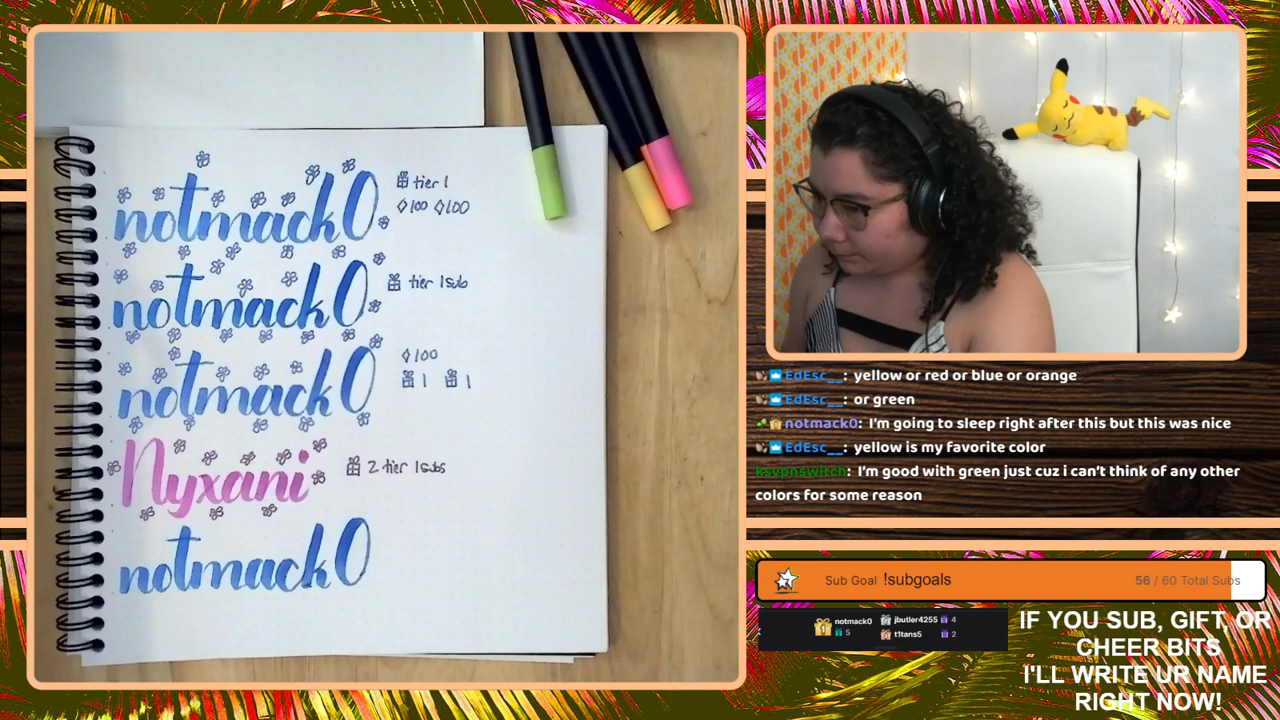 notmack0 tier 1
100 100
notmack0 tier 1 sub
notmack0 100
1 1
Nyxani 2 tier 1 subs
notmack0
EdEsc__: yellow or red or blue or orange
EdEsc__: or green
notmack0: I'm going to sleep right after this but this was nice
EdEsc__: yellow is my favorite color
ksvpnswitch: I'm good with green just cuz i can't think of any other
colors for some reason
Sub Goal !subgoals 56 / 60 Total Subs
notmack0 5
jbutler4255 4
t1tans5 2
IF YOU SUB, GIFT, OR
CHEER BITS
I'LL WRITE UR NAME
RIGHT NOW!